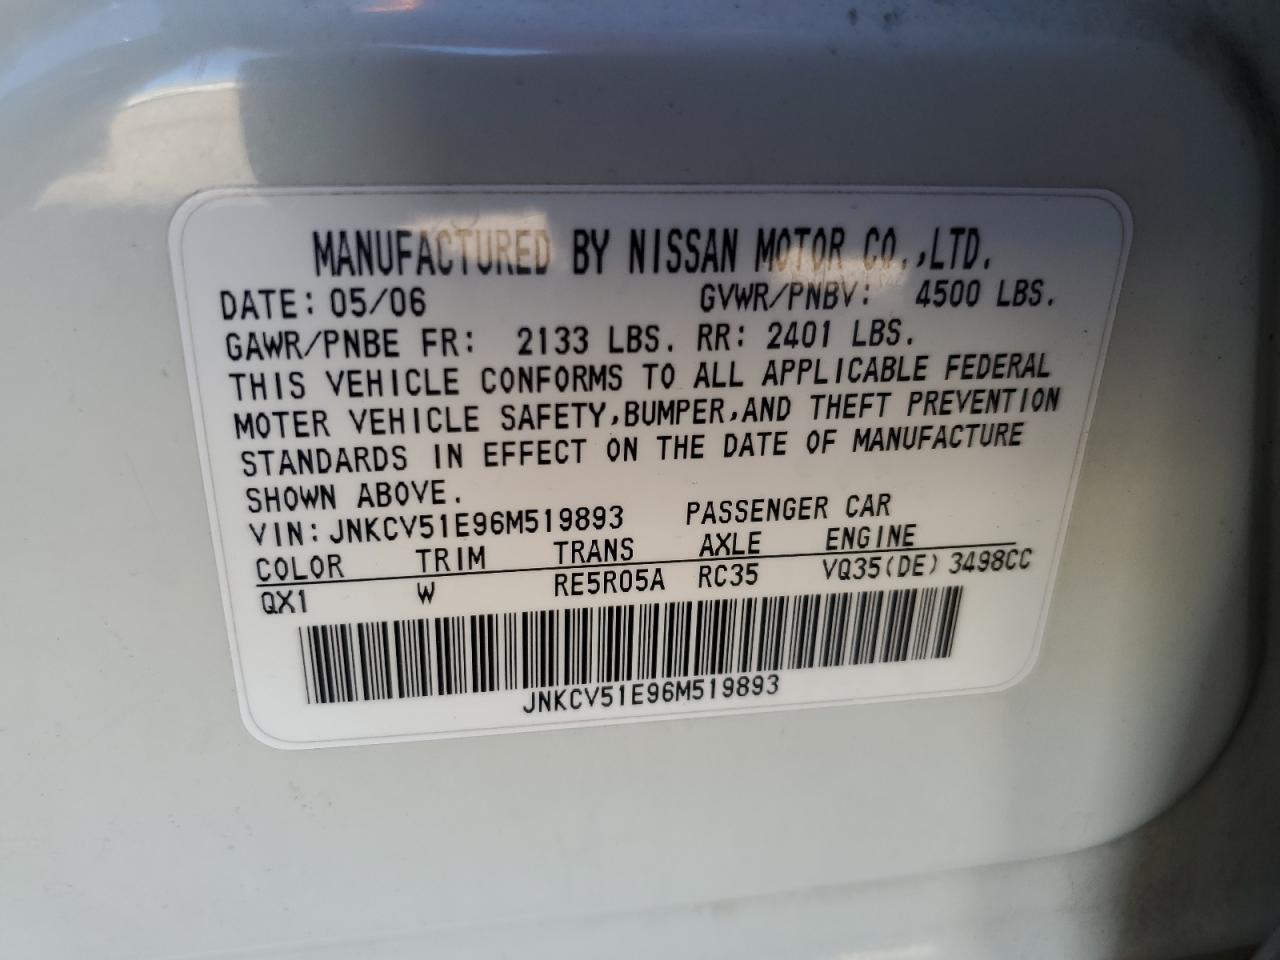 MANUFACTURED BY NISSAN MOTOR CO.,LTD.
DATE: 05/06 GVWR/PNBV: 4500 LBS.
GAWR/PNBE FR: 2133 LBS. RR: 2401 LBS.
THIS VEHICLE CONFORMS TO ALL APPLICABLE FEDERAL
MOTER VEHICLE SAFETY,BUMPER,AND THEFT PREVENTION
STANDARDS IN EFFECT ON THE DATE OF MANUFACTURE
SHOWN ABOVE.
VIN: JNKCV51E96M519893 PASSENGER CAR
COLOR TRIM TRANS AXLE ENGINE
QX1 W RE5R05A RC35 VQ35(DE) 3498CC
JNKCV51E96M519893